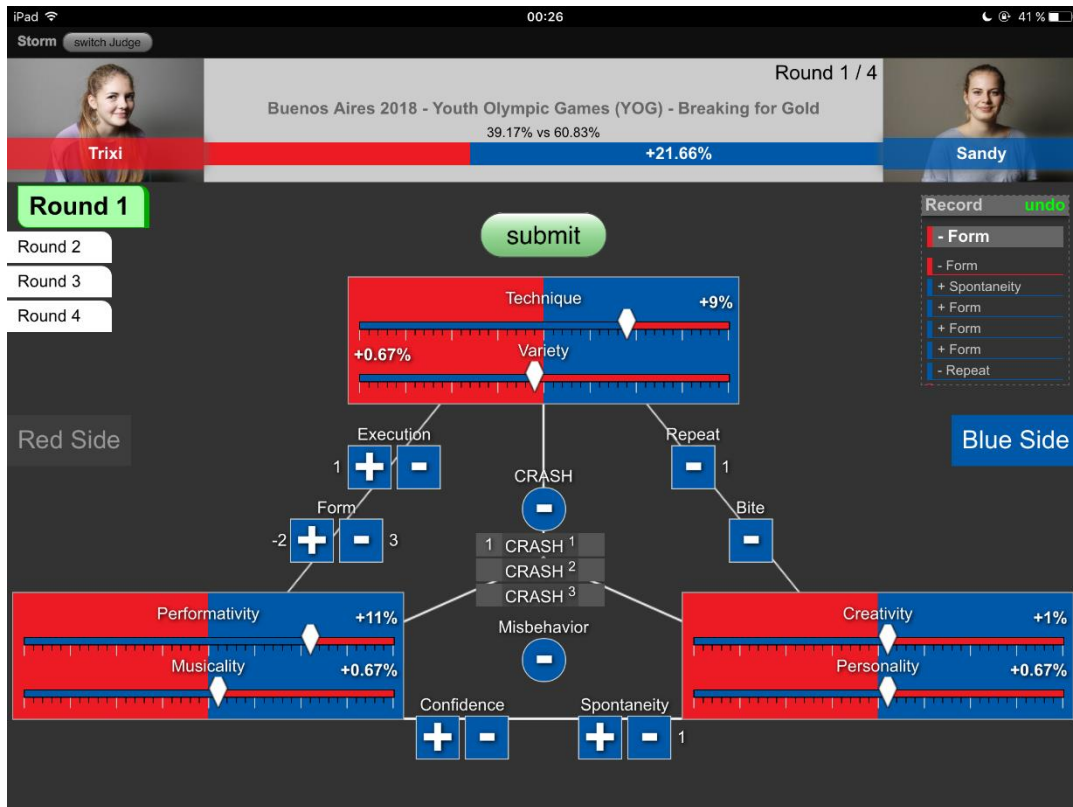 iPad 00:26 41 %
Storm switch Judge
Round 1 / 4
Buenos Aires 2018 - Youth Olympic Games (YOG) - Breaking for Gold
39.17% vs 60.83%
Trixi +21.66% Sandy
Round 1
Round 2
Round 3
Round 4
submit
Record undo
- Form
- Form
+ Spontaneity
+ Form
+ Form
+ Form
- Repeat
Technique +9%
+0.67% Variety
Red Side
Blue Side
Execution
1 + -
Form
-2 + - 3
CRASH
-
1 CRASH 1
CRASH 2
CRASH 3
Repeat
- 1
Bite
-
Performativity +11%
Musicality +0.67%
Misbehavior
-
Creativity +1%
Personality +0.67%
Confidence
+ -
Spontaneity
+ - 1